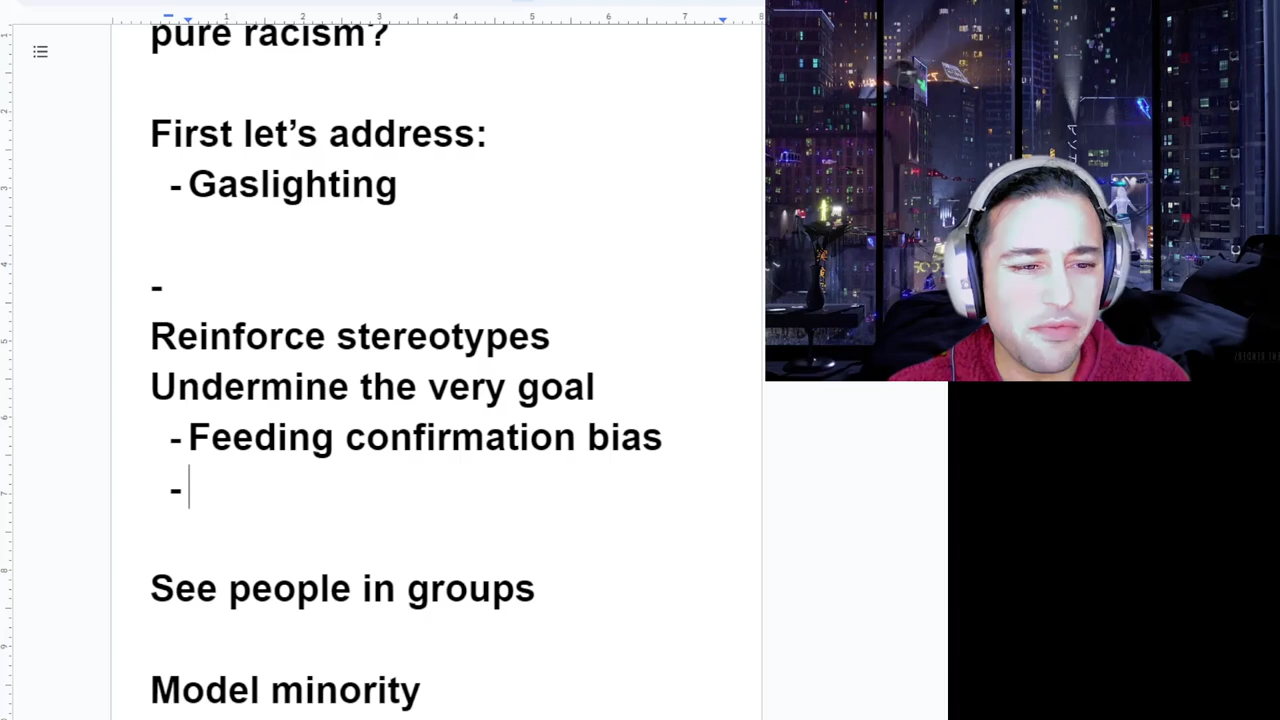 pure racism?
First let's address:
- Gaslighting
-
Reinforce stereotypes
Undermine the very goal
- Feeding confirmation bias
-
See people in groups
Model minority